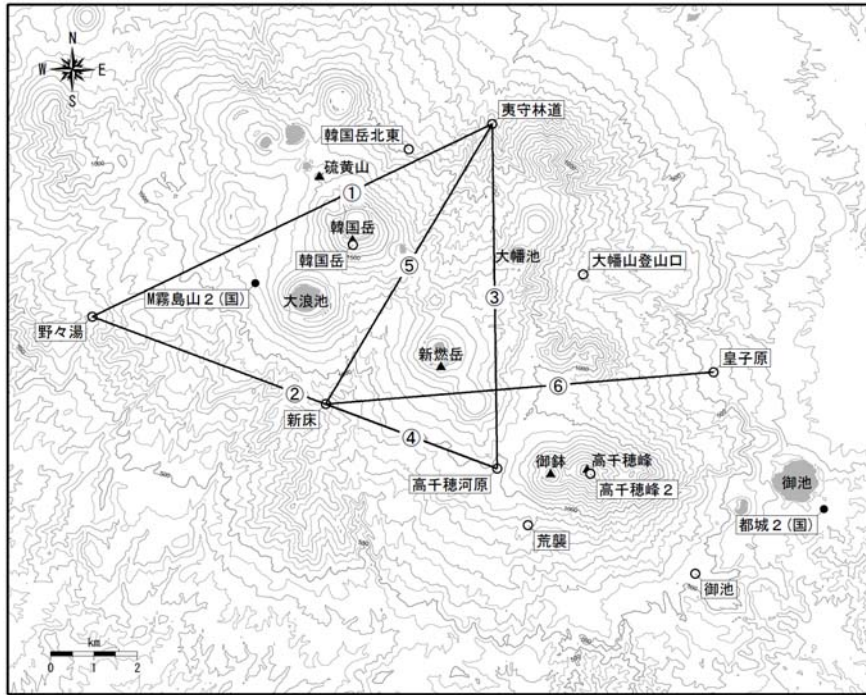 N
W E
S
夷守林道
韓国岳北東
硫黄山
①
韓国岳
韓国岳
⑤
大幡池
大幡山登山口
M霧島山2(国)
大浪池
③
野々湯
新燃岳
皇子原
②
⑥
新床
④
御鉢
高千穂峰
高千穂河原
高千穂峰2
御池
都城2(国)
荒襲
御池
km
0 1 2